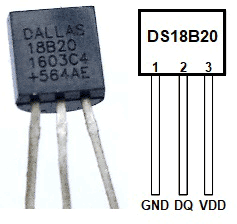 DALLAS
18B20
1603C4
+564AE
DS18B20
1 2 3
GND DQ VDD